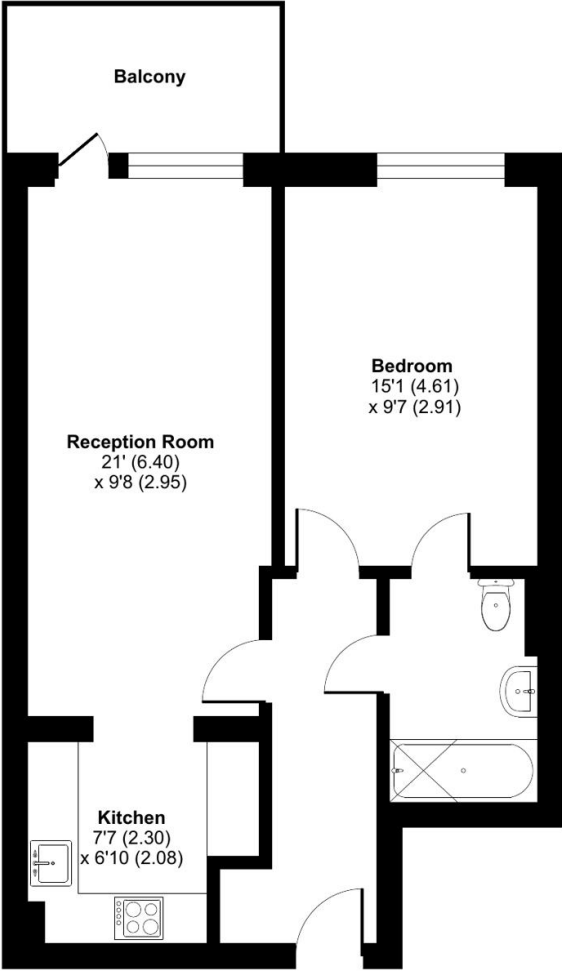 Balcony
Bedroom
15'1 (4.61)
x 9'7 (2.91)
Reception Room
21' (6.40)
x 9'8 (2.95)
Kitchen
7'7 (2.30)
x 6'10 (2.08)